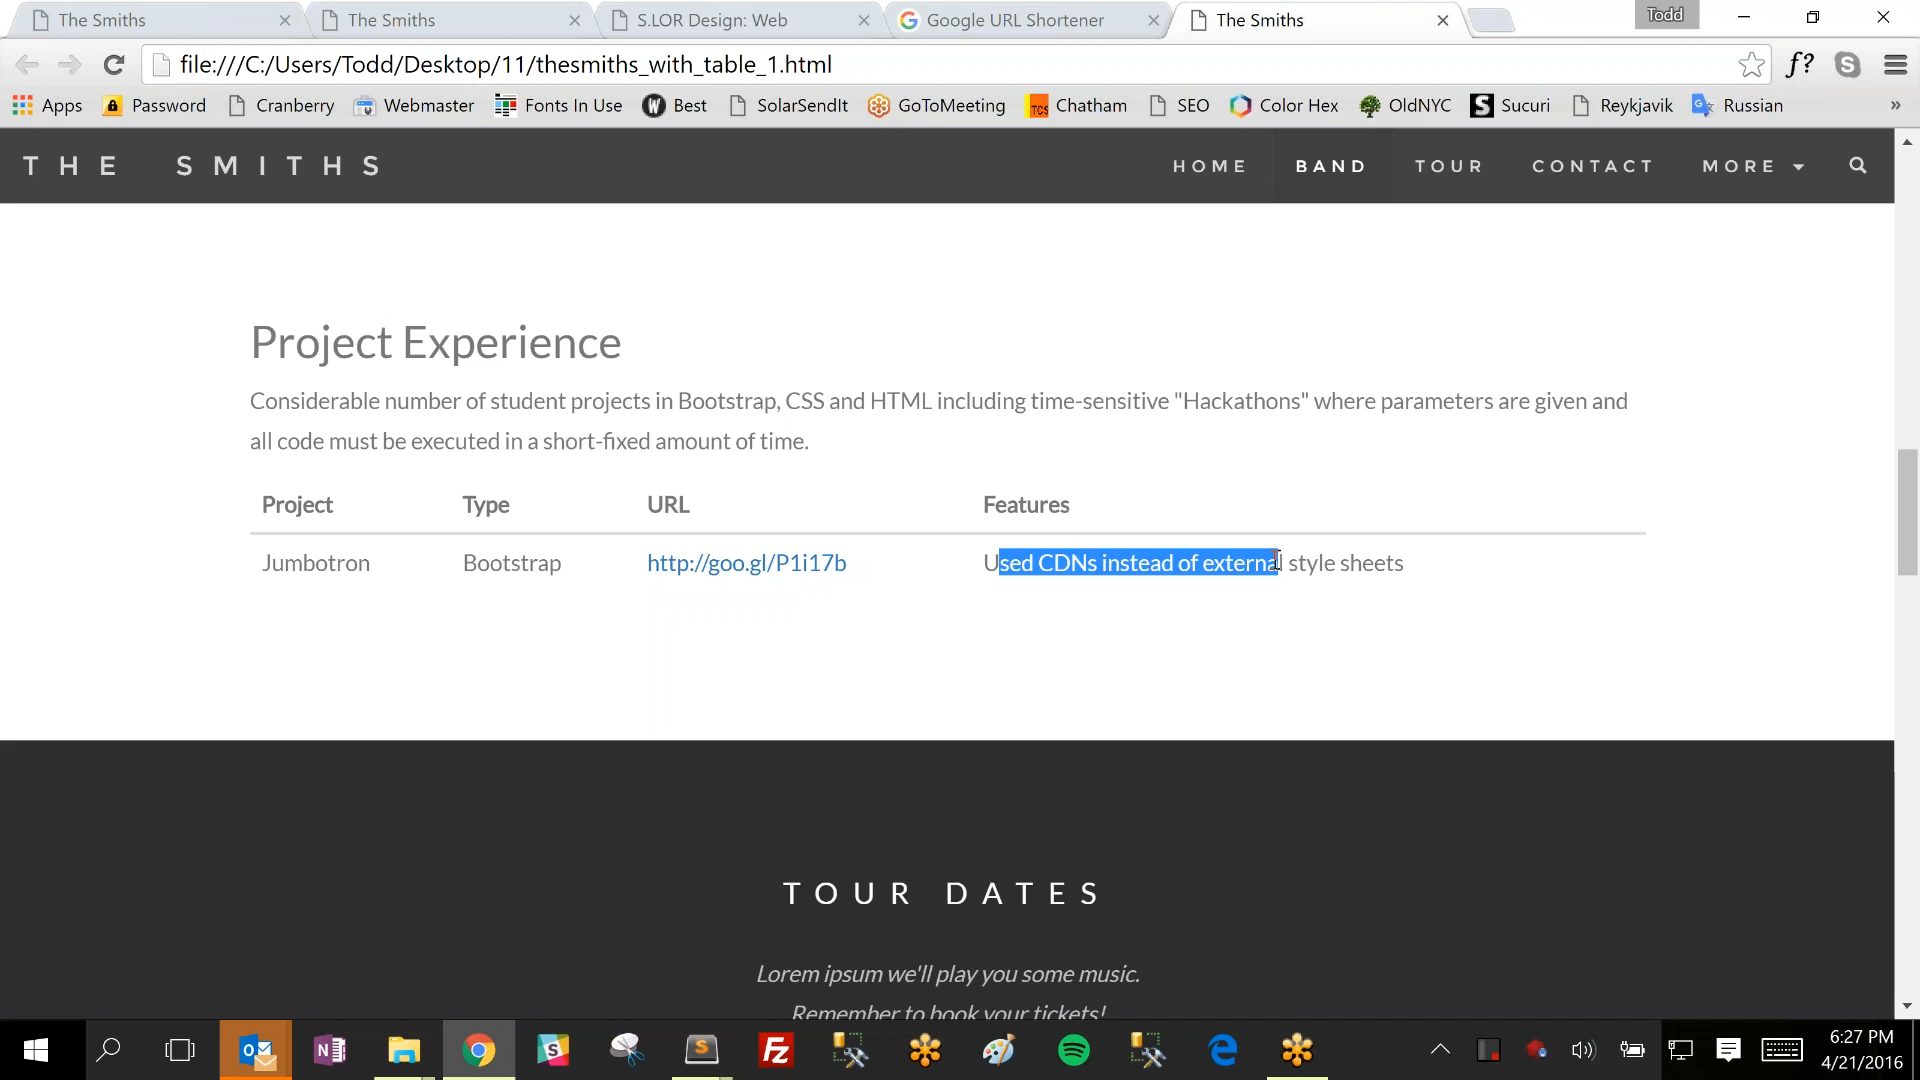 The Smiths
The Smiths
S.LOR Design: Web
Google URL Shortener
The Smiths
Todd
file:///C:/Users/Todd/Desktop/11/thesmiths_with_table_1.html
f?
Apps
Password
Cranberry
Webmaster
Fonts In Use
Best
SolarSendIt
GoToMeeting
TCS Chatham
SEO
Color Hex
OldNYC
Sucuri
Reykjavik
Russian
»
THE SMITHS
HOME
BAND
TOUR
CONTACT
MORE
Project Experience
Considerable number of student projects in Bootstrap, CSS and HTML including time-sensitive "Hackathons" where parameters are given and
all code must be executed in a short-fixed amount of time.
Project Type URL Features
Jumbotron Bootstrap http://goo.gl/P1i17b Used CDNs instead of external style sheets
TOUR DATES
Lorem ipsum we'll play you some music.
Remember to book your tickets!
6:27 PM
4/21/2016